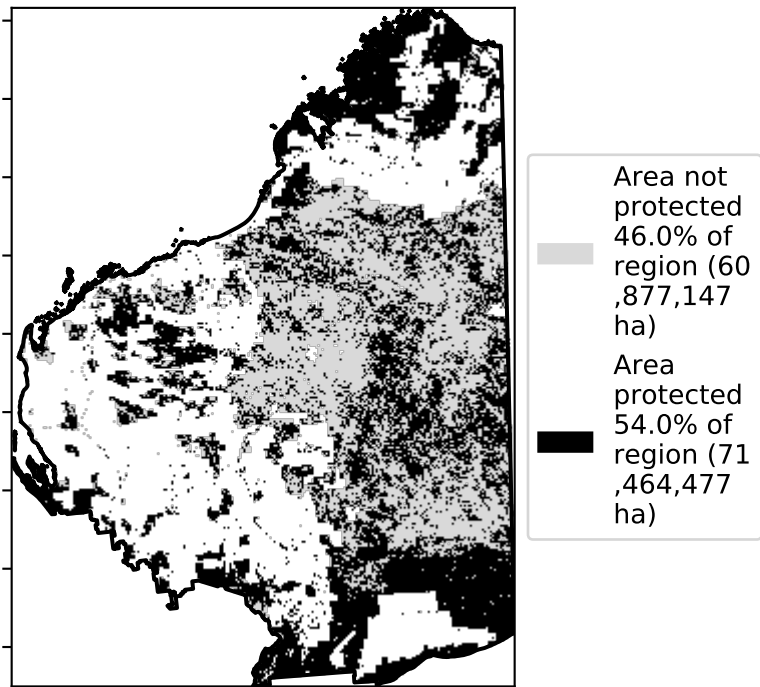 Area not
protected
46.0% of
region (60
,877,147
ha)
Area
protected
54.0% of
region (71
,464,477
ha)